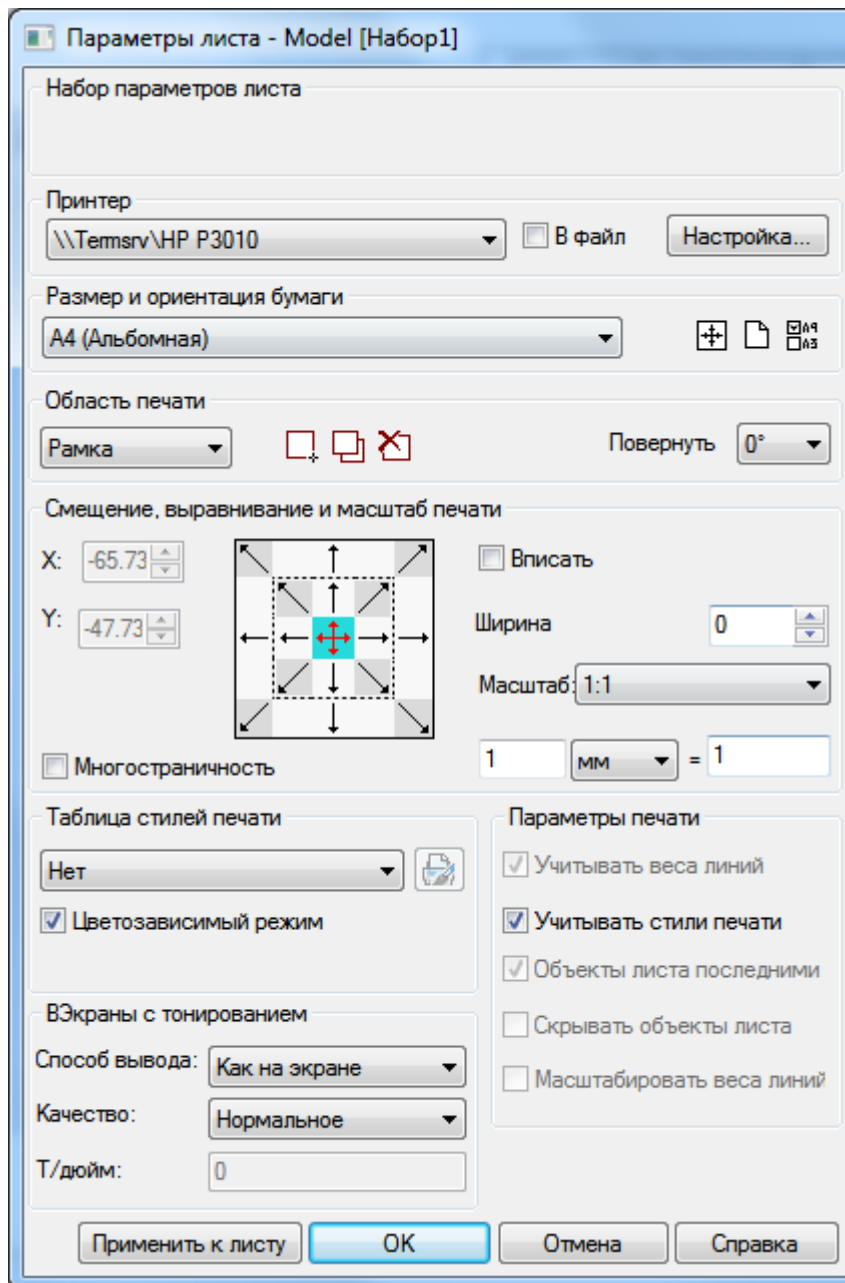 Параметры листа - Model [Набор1]
Набор параметров листа
Принтер
\\Termsrv\HP P3010
В файл
Настройка...
Размер и ориентация бумаги
A4 (Альбомная)
A4
A3
Область печати
Рамка
Повернуть
0°
Смещение, выравнивание и масштаб печати
X:
-65.73
Вписать
Y:
-47.73
Ширина
0
Масштаб:
1:1
Многостраничность
1
мм
=
1
Таблица стилей печати
Нет
Цветозависимый режим
Параметры печати
Учитывать веса линий
Учитывать стили печати
Объекты листа последними
Скрывать объекты листа
Масштабировать веса линий
ВЭкраны с тонированием
Способ вывода:
Как на экране
Качество:
Нормальное
Т/дюйм:
0
Применить к листу
OK
Отмена
Справка